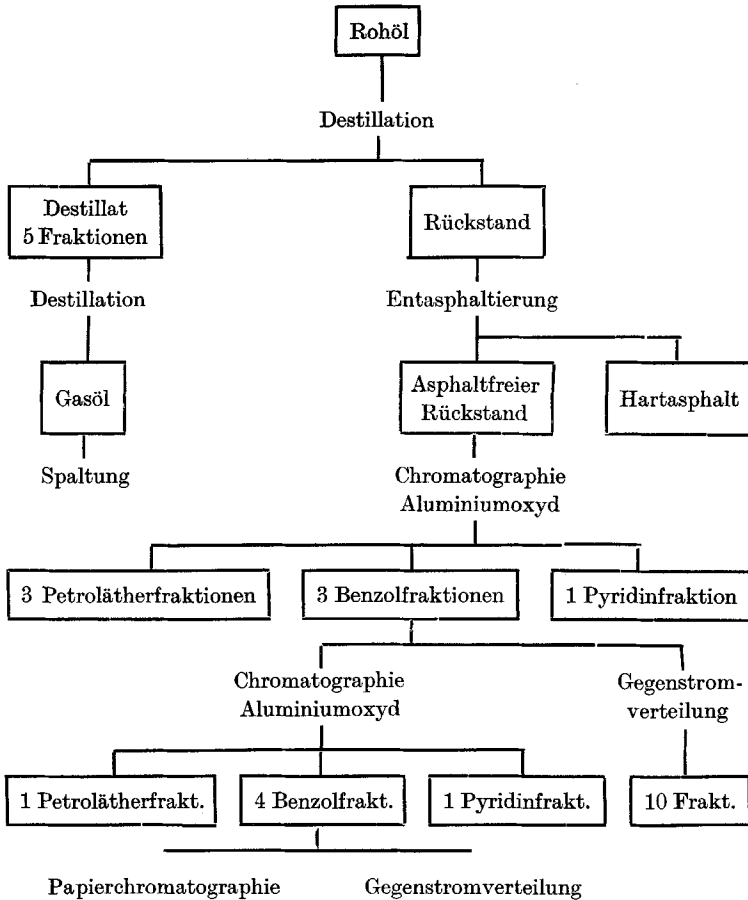 Rohöl
Destillation
Destillat
5 Fraktionen
Rückstand
Destillation
Entasphaltierung
Gasöl
Asphaltfreier
Rückstand
Hartasphalt
Spaltung
Chromatographie
Aluminiumoxyd
3 Petrolätherfraktionen
3 Benzolfraktionen
1 Pyridinfraktion
Chromatographie
Aluminiumoxyd
Gegenstrom-
verteilung
1 Petrolätherfrakt.
4 Benzolfrakt.
1 Pyridinfrakt.
10 Frakt.
Papierchromatographie
Gegenstromverteilung